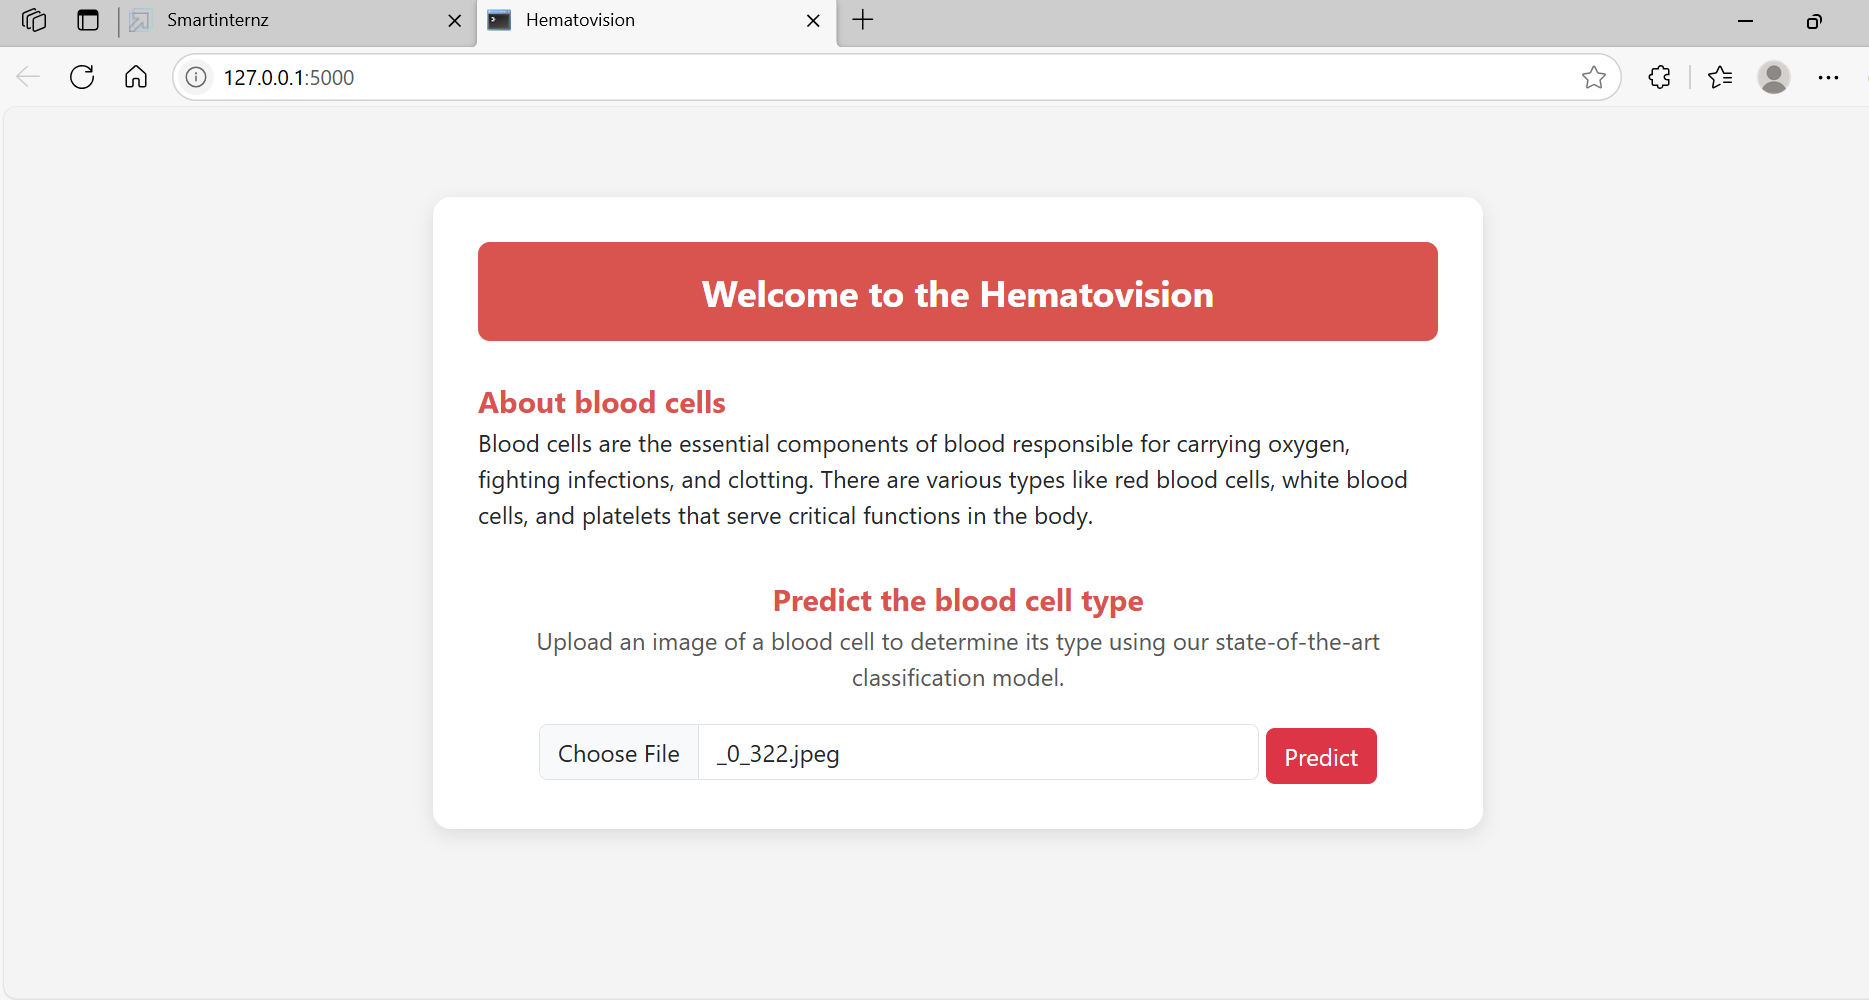 Smartinternz
Hematovision
127.0.0.1:5000
Welcome to the Hematovision
About blood cells
Blood cells are the essential components of blood responsible for carrying oxygen,
fighting infections, and clotting. There are various types like red blood cells, white blood
cells, and platelets that serve critical functions in the body.
Predict the blood cell type
Upload an image of a blood cell to determine its type using our state-of-the-art
classification model.
Choose File _0_322.jpeg Predict